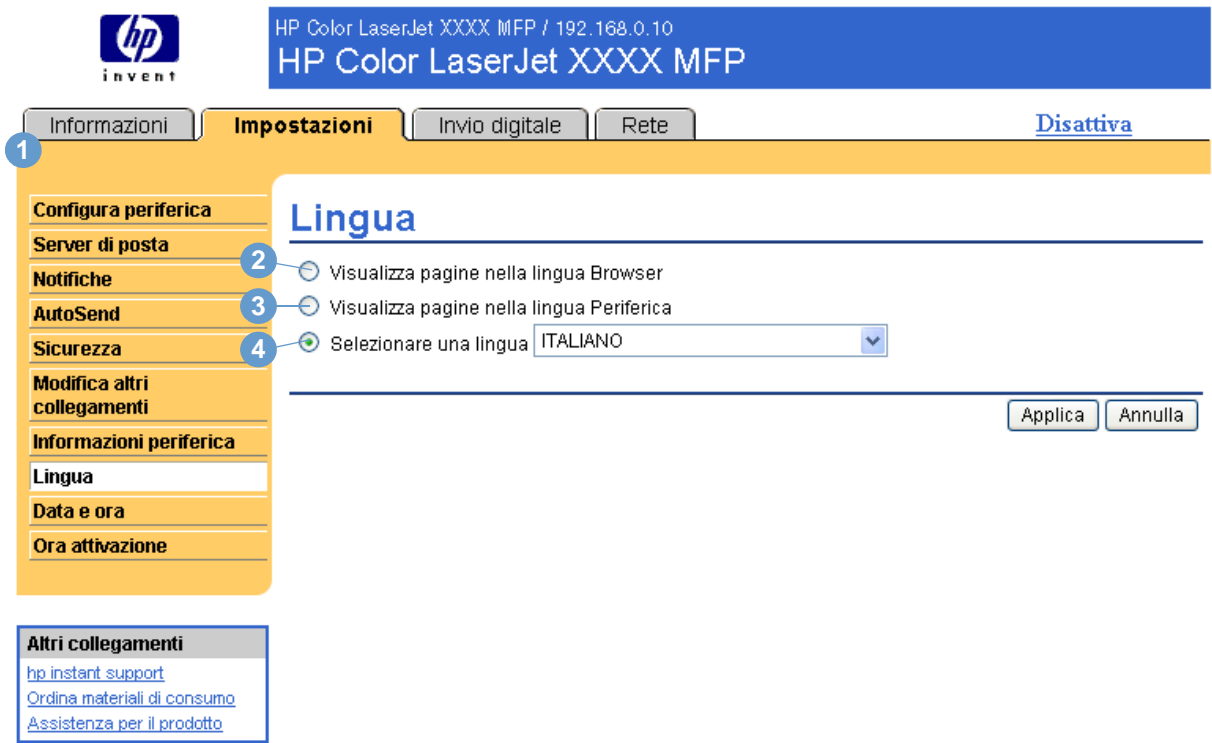 hp
invent
HP Color LaserJet XXXX MFP / 192.168.0.10
HP Color LaserJet XXXX MFP
Informazioni
Impostazioni
Invio digitale
Rete
Disattiva
1
Configura periferica
Server di posta
Notifiche
AutoSend
Sicurezza
Modifica altri
collegamenti
Informazioni periferica
Lingua
Data e ora
Ora attivazione
Lingua
2 Visualizza pagine nella lingua Browser
3 Visualizza pagine nella lingua Periferica
4 Selezionare una lingua ITALIANO
Applica Annulla
Altri collegamenti
hp instant support
Ordina materiali di consumo
Assistenza per il prodotto